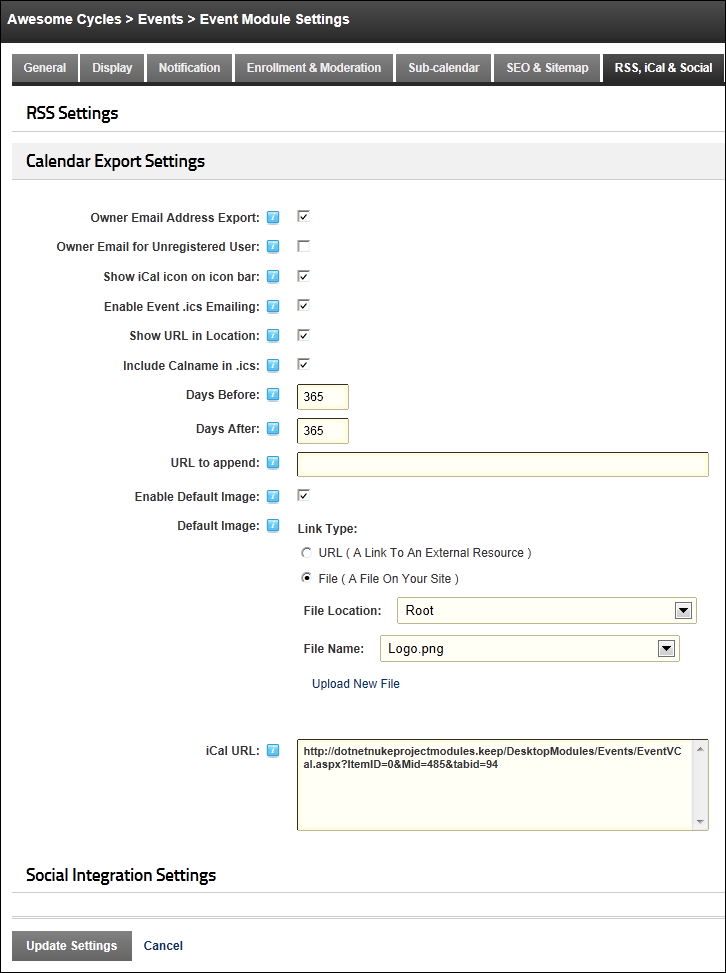 Awesome Cycles > Events > Event Module Settings
General Display Notification Enrollment & Moderation Sub-calendar SEO & Sitemap RSS, iCal & Social
RSS Settings
Calendar Export Settings
Owner Email Address Export:
Owner Email for Unregistered User:
Show iCal icon on icon bar:
Enable Event .ics Emailing:
Show URL in Location:
Include Calname in .ics:
Days Before: 365
Days After: 365
URL to append:
Enable Default Image:
Default Image: Link Type:
URL ( A Link To An External Resource )
File ( A File On Your Site )
File Location: Root
File Name: Logo.png
Upload New File
iCal URL: http://dotnetnukeprojectmodules.keep/DesktopModules/Events/EventVC
al.aspx?ItemID=0&Mid=485&tabid=94
Social Integration Settings
Update Settings Cancel